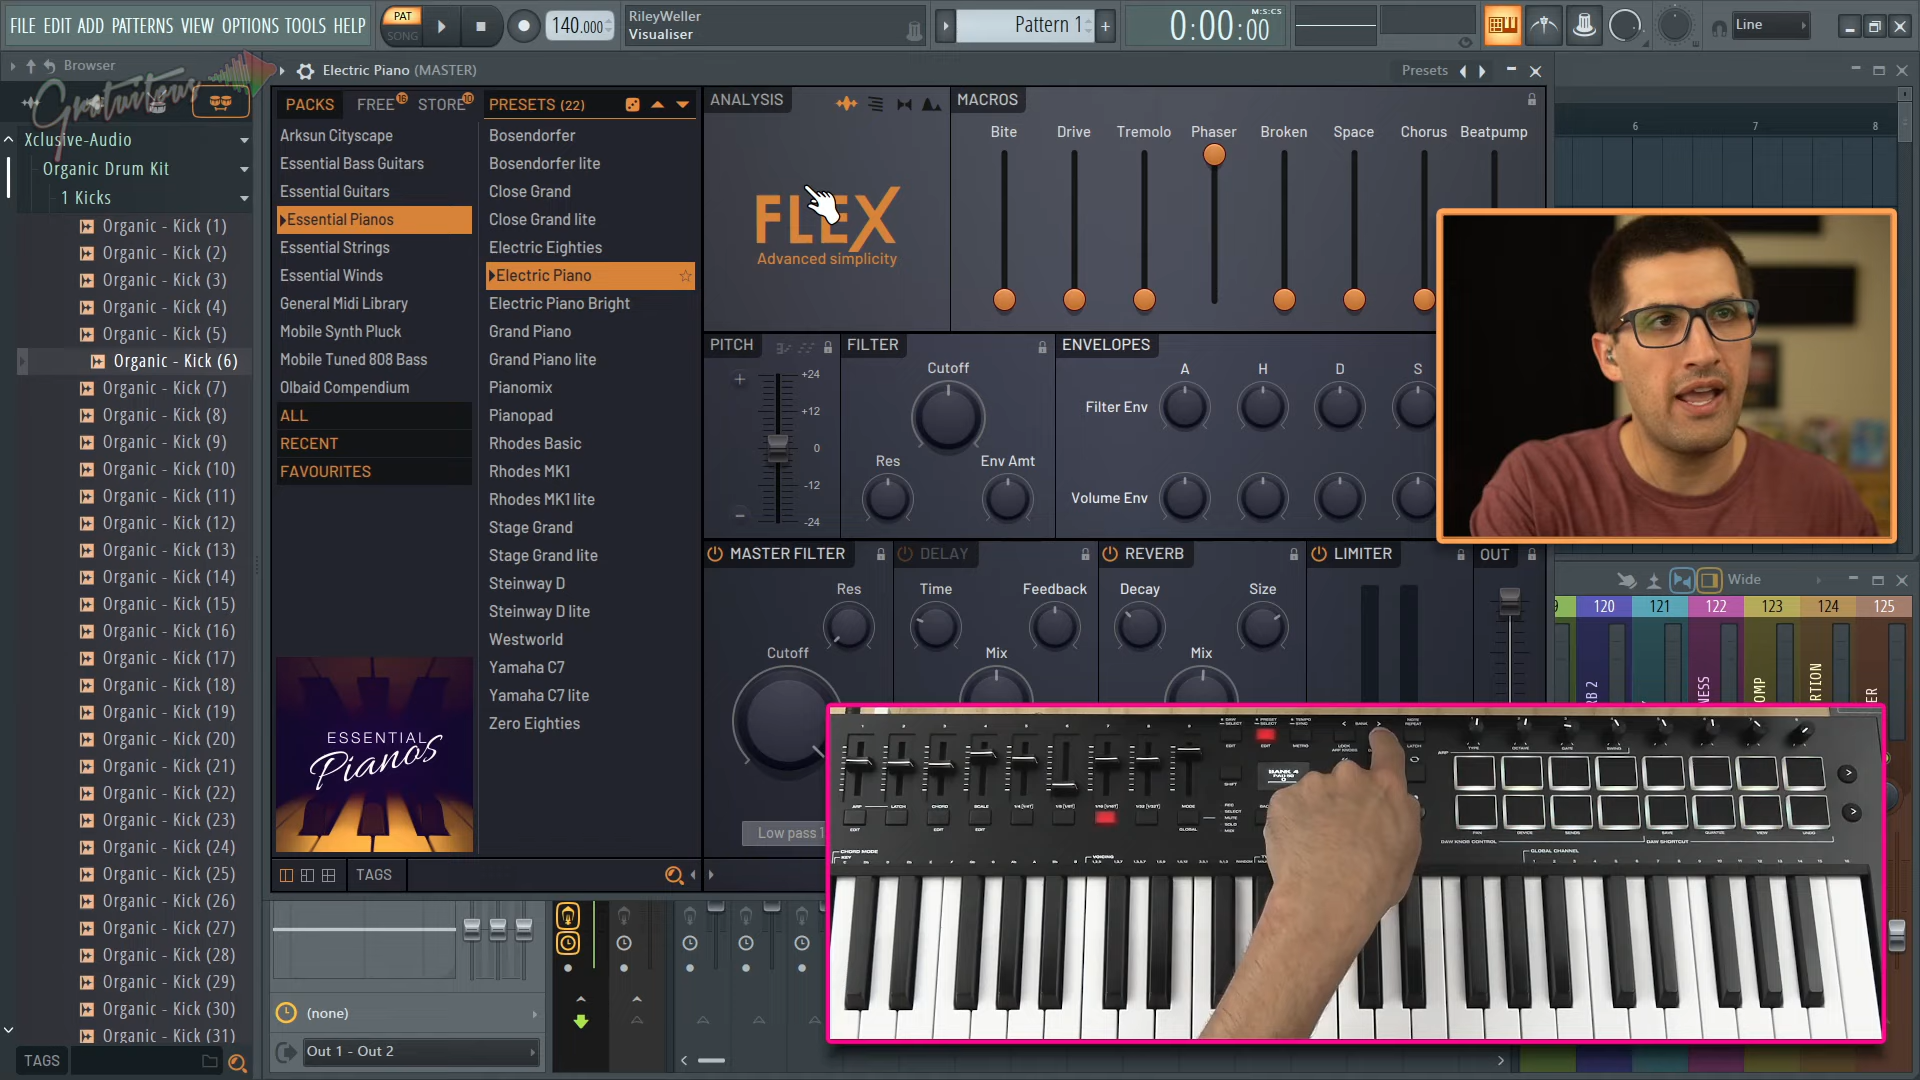 FILE EDIT ADD PATTERNS VIEW OPTIONS TOOLS HELP
PAT
SONG
140.000
RileyWeller
Visualiser
Pattern 1
+
M:S:CS
0:00:00
Line
Browser
Gratuitous
Electric Piano (MASTER)
Presets
Xclusive-Audio
Organic Drum Kit
1 Kicks
Organic - Kick (1)
Organic - Kick (2)
Organic - Kick (3)
Organic - Kick (4)
Organic - Kick (5)
Organic - Kick (6)
Organic - Kick (7)
Organic - Kick (8)
Organic - Kick (9)
Organic - Kick (10)
Organic - Kick (11)
Organic - Kick (12)
Organic - Kick (13)
Organic - Kick (14)
Organic - Kick (15)
Organic - Kick (16)
Organic - Kick (17)
Organic - Kick (18)
Organic - Kick (19)
Organic - Kick (20)
Organic - Kick (21)
Organic - Kick (22)
Organic - Kick (23)
Organic - Kick (24)
Organic - Kick (25)
Organic - Kick (26)
Organic - Kick (27)
Organic - Kick (28)
Organic - Kick (29)
Organic - Kick (30)
Organic - Kick (31)
TAGS
PACKS FREE STORE
Arksun Cityscape
Essential Bass Guitars
Essential Guitars
Essential Pianos
Essential Strings
Essential Winds
General Midi Library
Mobile Synth Pluck
Mobile Tuned 808 Bass
Olbaid Compendium
ALL
RECENT
FAVOURITES
ESSENTIAL
Pianos
TAGS
PRESETS (22)
Bosendorfer
Bosendorfer lite
Close Grand
Close Grand lite
Electric Eighties
Electric Piano
Electric Piano Bright
Grand Piano
Grand Piano lite
Pianomix
Pianopad
Rhodes Basic
Rhodes MK1
Rhodes MK1 lite
Stage Grand
Stage Grand lite
Steinway D
Steinway D lite
Westworld
Yamaha C7
Yamaha C7 lite
Zero Eighties
ANALYSIS
FLEX
Advanced simplicity
MACROS
Bite Drive Tremolo Phaser Broken Space Chorus Beatpump
PITCH
+24
+12
0
-12
-24
FILTER
Cutoff
Res Env Amt
ENVELOPES
A H D S
Filter Env
Volume Env
MASTER FILTER
Res
Cutoff
Low pass 1
DELAY
Time Feedback
Mix
REVERB
Decay Size
Mix
LIMITER
OUT
6 7 8
Wide
120 121 122 123 124 125
(none)
Out 1 - Out 2
BANK 4